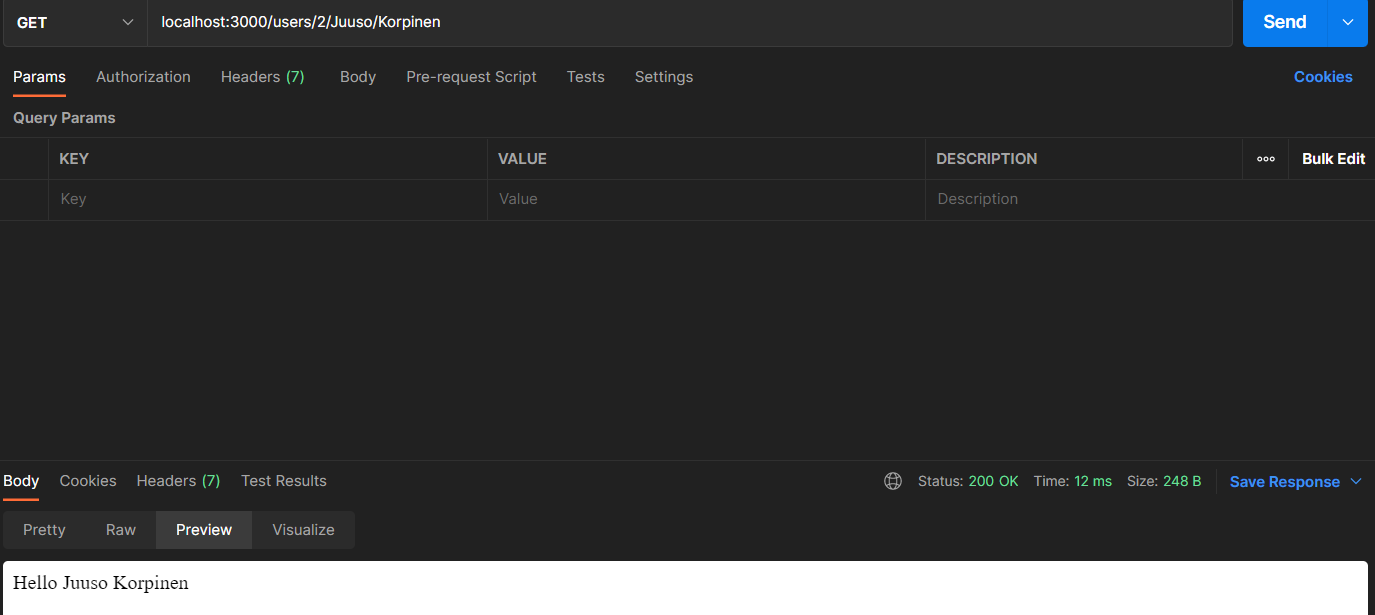 GET localhost:3000/users/2/Juuso/Korpinen Send
Params Authorization Headers (7) Body Pre-request Script Tests Settings Cookies
Query Params
KEY VALUE DESCRIPTION ooo Bulk Edit
Key Value Description
Body Cookies Headers (7) Test Results Status: 200 OK Time: 12 ms Size: 248 B Save Response
Pretty Raw Preview Visualize
Hello Juuso Korpinen